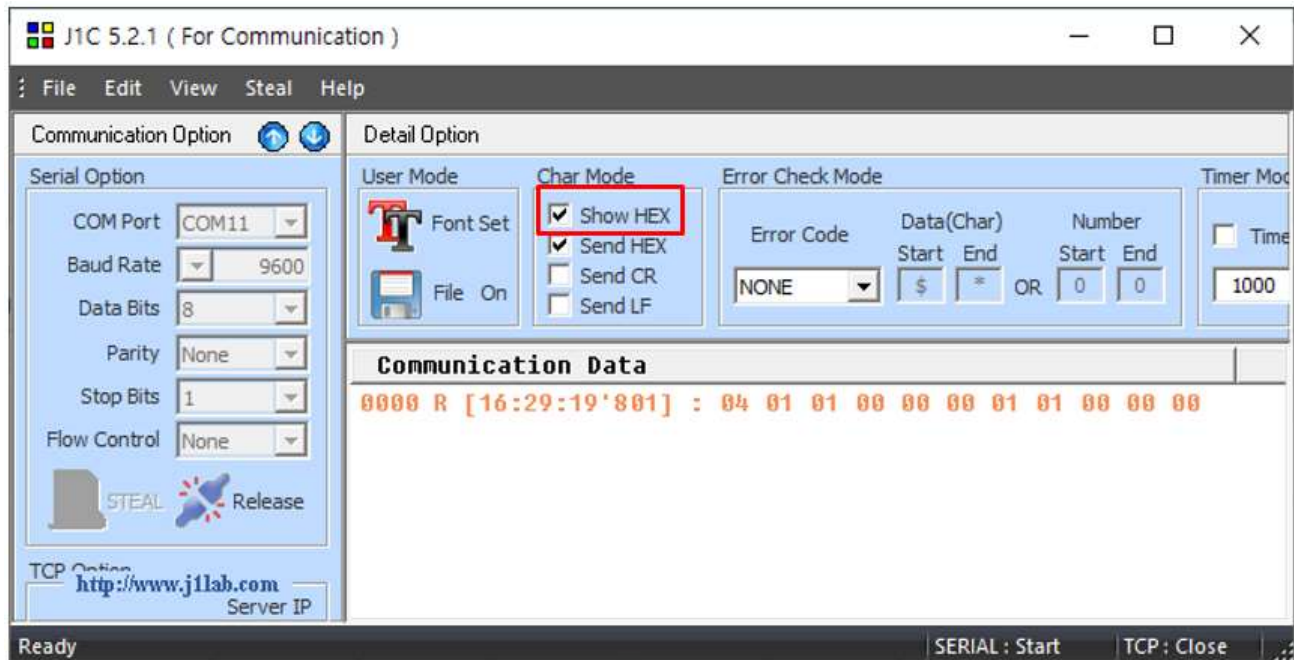 J1C 5.2.1 ( For Communication )
File Edit View Steal Help
Communication Option
Detail Option
Serial Option
COM Port COM11
Baud Rate 9600
Data Bits 8
Parity None
Stop Bits 1
Flow Control None
STEAL Release
TCP Option
http://www.j1lab.com
Server IP
User Mode
Font Set
File On
Char Mode
Show HEX
Send HEX
Send CR
Send LF
Error Check Mode
Error Code
NONE
Data(Char) Number
Start End Start End
$ * OR 0 0
Timer Mod
Time
1000
Communication Data
0000 R [16:29:19'801] : 04 01 01 00 00 00 01 01 00 00 00
Ready SERIAL : Start TCP : Close